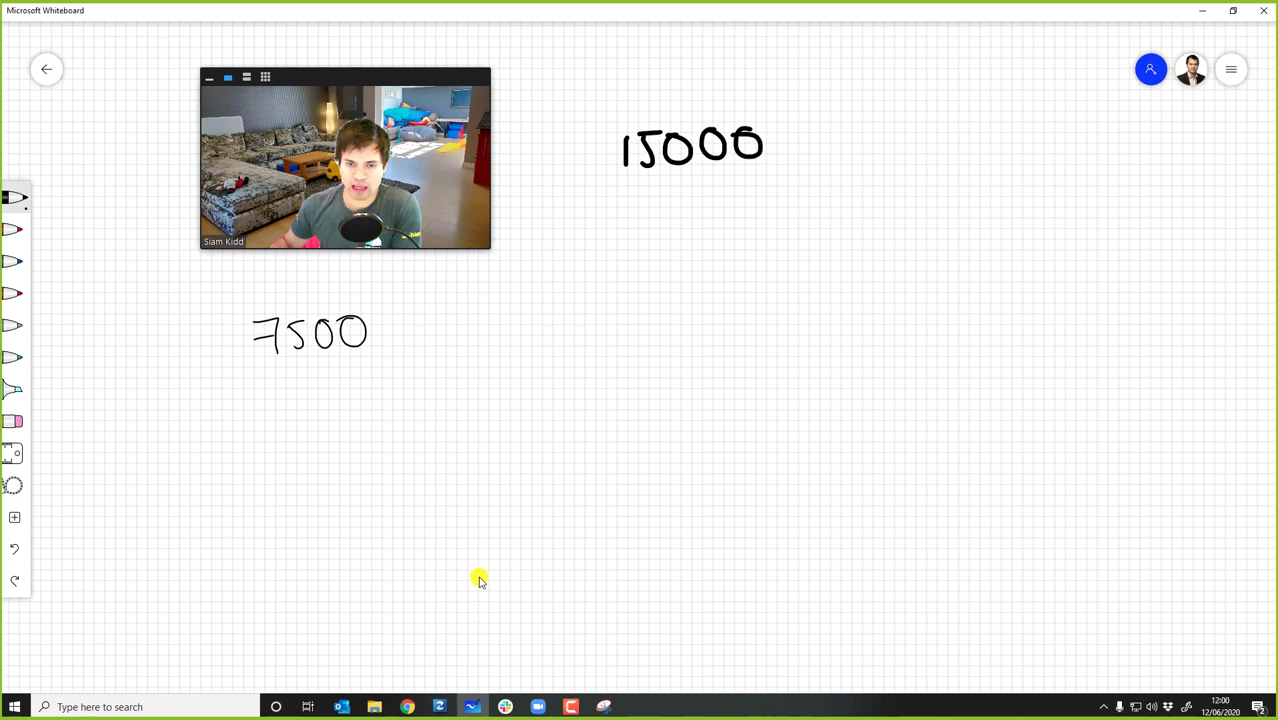 Microsoft Whiteboard
15000
Siam Kidd
7500
Type here to search
12:00
12/06/2020